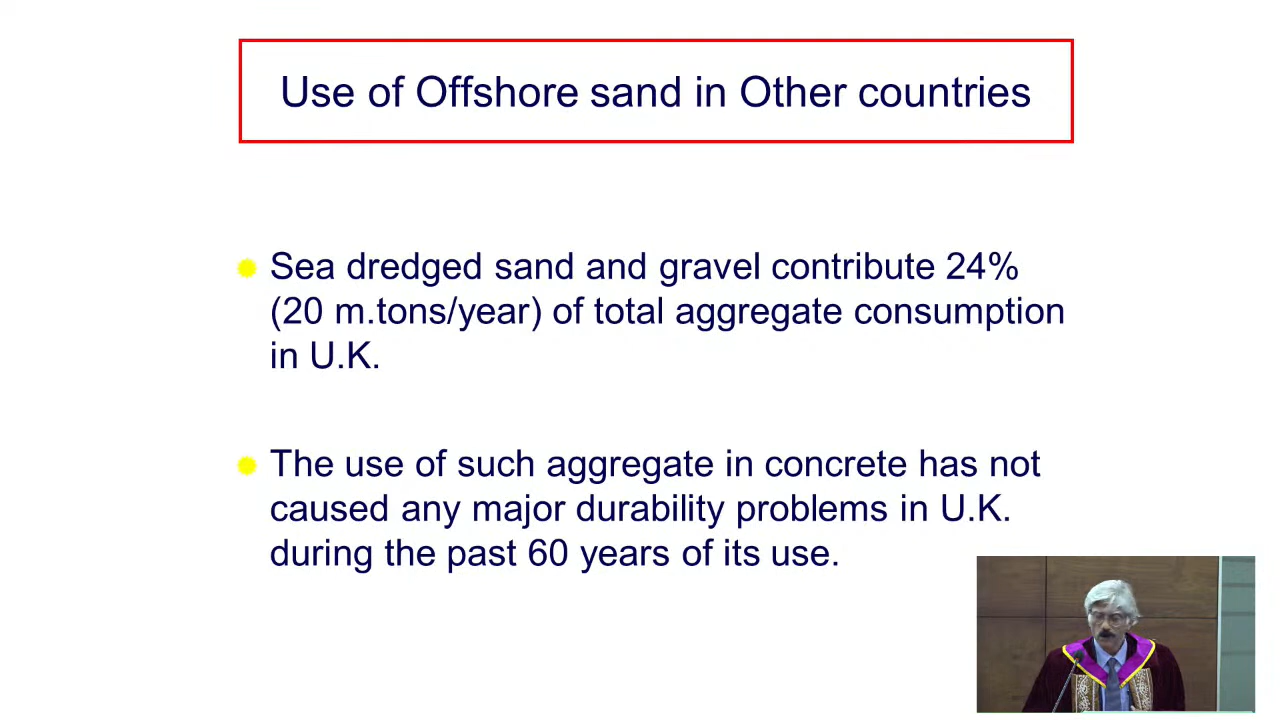 Use of Offshore sand in Other countries
Sea dredged sand and gravel contribute 24%
(20 m.tons/year) of total aggregate consumption
in U.K.
The use of such aggregate in concrete has not
caused any major durability problems in U.K.
during the past 60 years of its use.